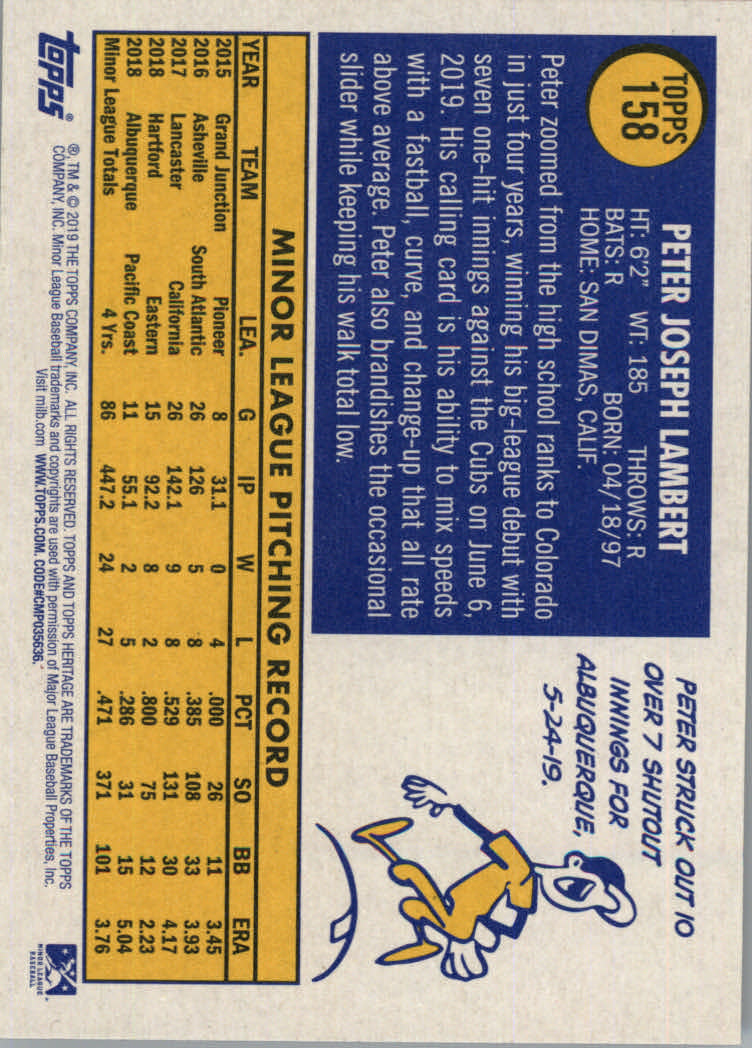 TOPPS
158
PETER JOSEPH LAMBERT
HT: 6'2" WT: 185 THROWS: R
BATS: R BORN: 04/18/97
HOME: SAN DIMAS, CALIF.
Peter zoomed from the high school ranks to Colorado
in just four years, winning his big-league debut with
seven one-hit innings against the Cubs on June 6,
2019. His calling card is his ability to mix speeds
with a fastball, curve, and change-up that all rate
above average. Peter also brandishes the occasional
slider while keeping his walk total low.
PETER STRUCK OUT 10
OVER 7 SHUTOUT
INNINGS FOR
ALBUQUERQUE,
5-24-19.
MINOR LEAGUE PITCHING RECORD
YEAR TEAM LEA. G IP W L PCT SO BB ERA
2015 Grand Junction Pioneer 8 31.1 0 4 .000 26 11 3.45
2016 Asheville South Atlantic 26 126 5 8 .385 108 33 3.93
2017 Lancaster California 26 142.1 9 8 .529 131 30 4.17
2018 Hartford Eastern 15 92.2 8 2 .800 75 12 2.23
2018 Albuquerque Pacific Coast 11 55.1 2 5 .286 31 15 5.04
Minor League Totals 4 Yrs. 86 447.2 24 27 .471 371 101 3.76
topps®
®, TM & © 2019 THE TOPPS COMPANY, INC. ALL RIGHTS RESERVED. TOPPS AND TOPPS HERITAGE ARE TRADEMARKS OF THE TOPPS
COMPANY, INC. Minor League Baseball trademarks and copyrights are used with permission of Major League Baseball Properties, Inc.
Visit milb.com WWW.TOPPS.COM. CODE#CMP035636.
MINOR LEAGUE
BASEBALL